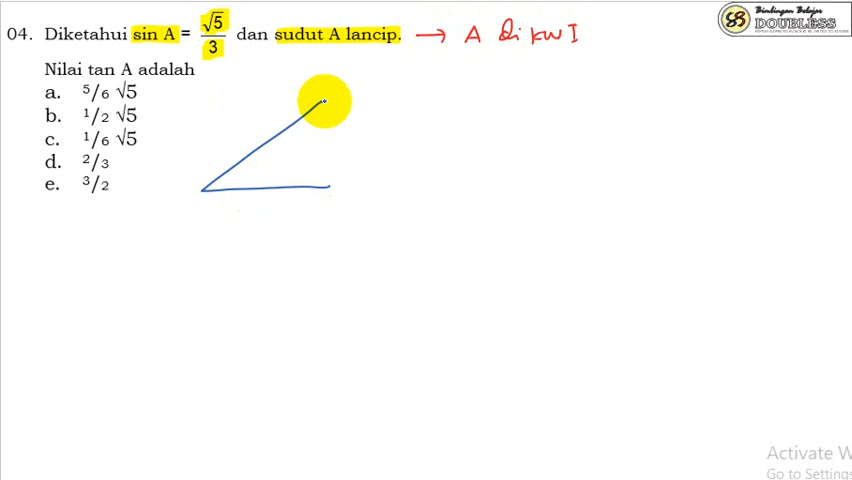 04. Diketahui sin A = √5/3 dan sudut A lancip. → A di kw I
Nilai tan A adalah
a. 5/6 √5
b. 1/2 √5
c. 1/6 √5
d. 2/3
e. 3/2
88 Bimbingan Belajar
DOUBLESS
Activate W
Go to Settings